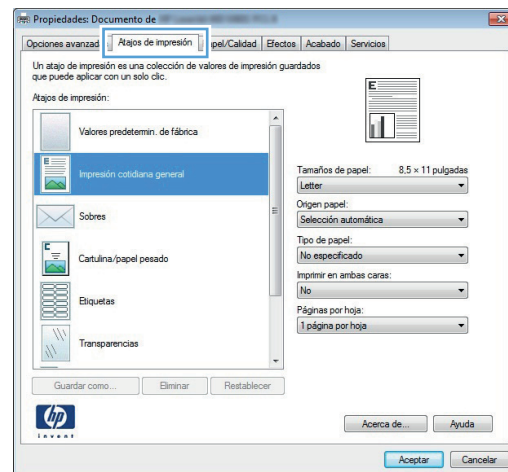 Propiedades: Documento de
Opciones avanzad
Atajos de impresión
pel/Calidad
Efectos
Acabado
Servicios
Un atajo de impresión es una colección de valores de impresión guardados
que puede aplicar con un solo clic.
Atajos de impresión:
Valores predetermin. de fábrica
Impresión cotidiana general
Sobres
Cartulina/papel pesado
Etiquetas
Transparencias
E
Tamaños de papel: 8,5 × 11 pulgadas
Letter
Origen papel:
Selección automática
Tipo de papel:
No especificado
Imprimir en ambas caras:
No
Páginas por hoja:
1 página por hoja
Guardar como...
Eliminar
Restablecer
hp
invent
Acerca de...
Ayuda
Aceptar
Cancelar